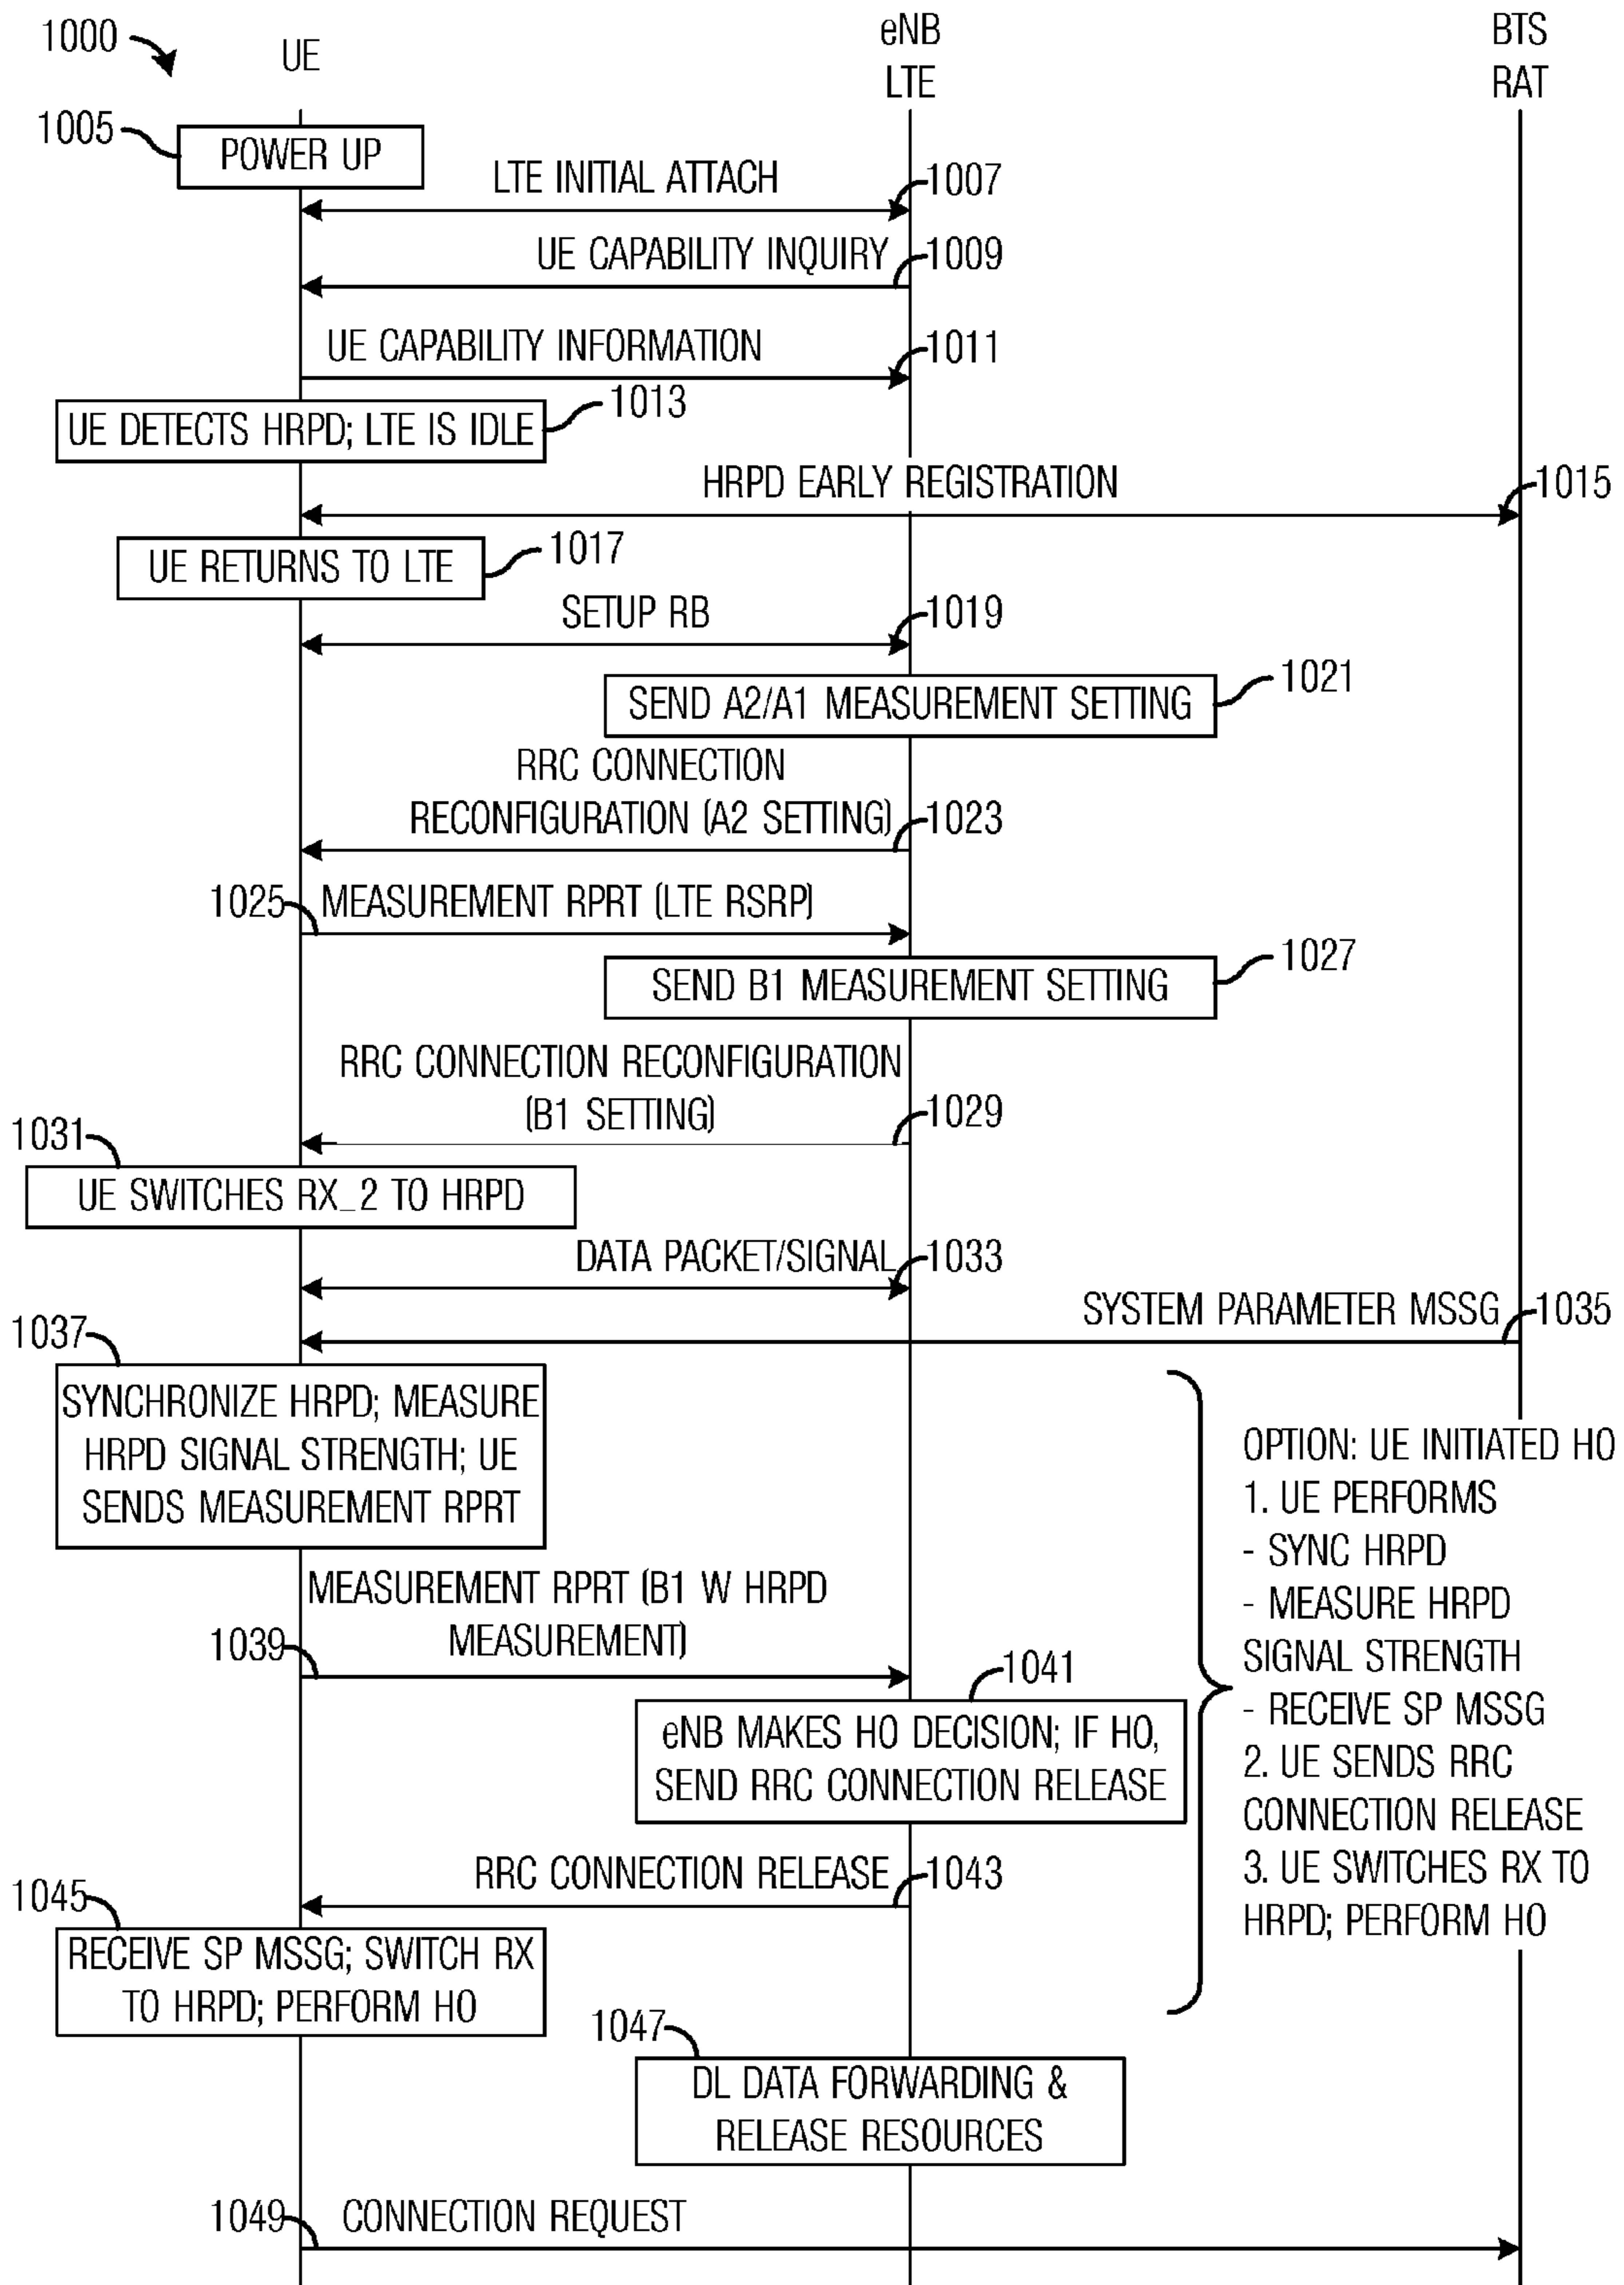 1000
UE
eNB
LTE
BTS
RAT
1005
POWER UP
LTE INITIAL ATTACH
1007
UE CAPABILITY INQUIRY
1009
UE CAPABILITY INFORMATION
1011
UE DETECTS HRPD; LTE IS IDLE
1013
HRPD EARLY REGISTRATION
1015
UE RETURNS TO LTE
1017
SETUP RB
1019
SEND A2/A1 MEASUREMENT SETTING
1021
RRC CONNECTION
RECONFIGURATION (A2 SETTING)
1023
1025
MEASUREMENT RPRT (LTE RSRP)
SEND B1 MEASUREMENT SETTING
1027
RRC CONNECTION RECONFIGURATION
(B1 SETTING)
1029
1031
UE SWITCHES RX_2 TO HRPD
DATA PACKET/SIGNAL
1033
SYSTEM PARAMETER MSSG
1035
1037
SYNCHRONIZE HRPD; MEASURE
HRPD SIGNAL STRENGTH; UE
SENDS MEASUREMENT RPRT
MEASUREMENT RPRT (B1 W HRPD
MEASUREMENT)
1039
1041
eNB MAKES HO DECISION; IF HO,
SEND RRC CONNECTION RELEASE
RRC CONNECTION RELEASE
1043
1045
RECEIVE SP MSSG; SWITCH RX
TO HRPD; PERFORM HO
OPTION: UE INITIATED HO
1. UE PERFORMS
- SYNC HRPD
- MEASURE HRPD
SIGNAL STRENGTH
- RECEIVE SP MSSG
2. UE SENDS RRC
CONNECTION RELEASE
3. UE SWITCHES RX TO
HRPD; PERFORM HO
1047
DL DATA FORWARDING &
RELEASE RESOURCES
1049
CONNECTION REQUEST